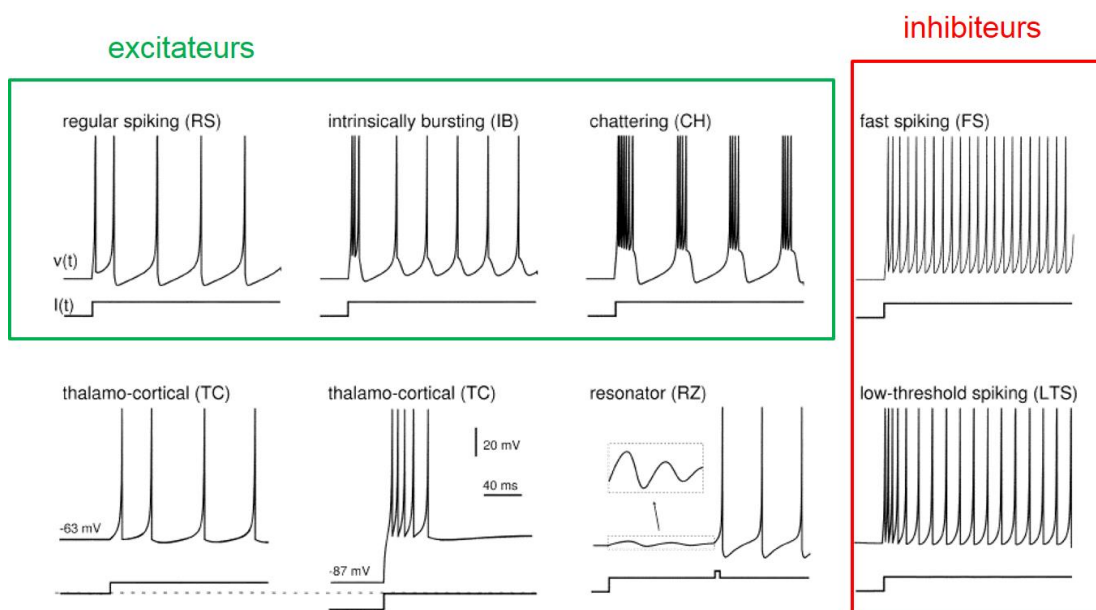 excitateurs
inhibiteurs
regular spiking (RS)
intrinsically bursting (IB)
chattering (CH)
fast spiking (FS)
v(t)
I(t)
thalamo-cortical (TC)
thalamo-cortical (TC)
resonator (RZ)
low-threshold spiking (LTS)
20 mV
40 ms
-63 mV
-87 mV